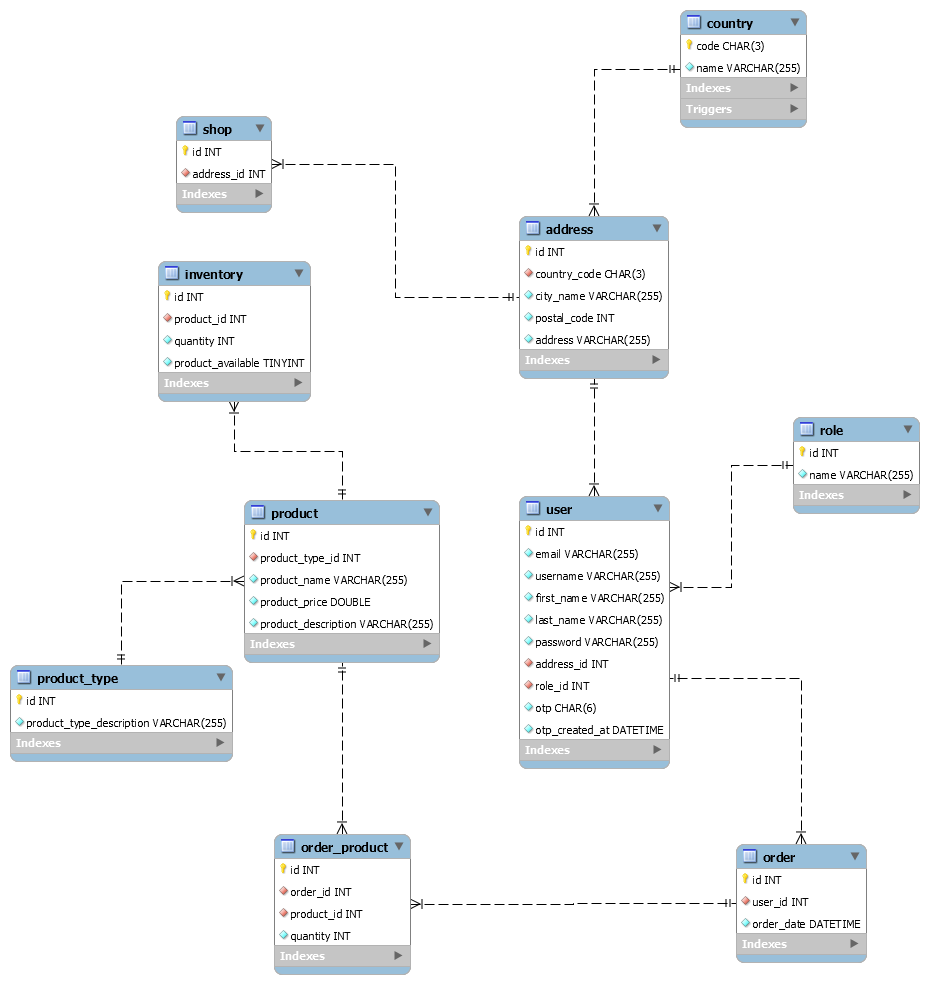 country
code CHAR(3)
name VARCHAR(255)
Indexes
Triggers
shop
id INT
address_id INT
Indexes
address
id INT
country_code CHAR(3)
city_name VARCHAR(255)
postal_code INT
address VARCHAR(255)
Indexes
inventory
id INT
product_id INT
quantity INT
product_available TINYINT
Indexes
role
id INT
name VARCHAR(255)
Indexes
product
id INT
product_type_id INT
product_name VARCHAR(255)
product_price DOUBLE
product_description VARCHAR(255)
Indexes
user
id INT
email VARCHAR(255)
username VARCHAR(255)
first_name VARCHAR(255)
last_name VARCHAR(255)
password VARCHAR(255)
address_id INT
role_id INT
otp CHAR(6)
otp_created_at DATETIME
Indexes
product_type
id INT
product_type_description VARCHAR(255)
Indexes
order_product
id INT
order_id INT
product_id INT
quantity INT
Indexes
order
id INT
user_id INT
order_date DATETIME
Indexes